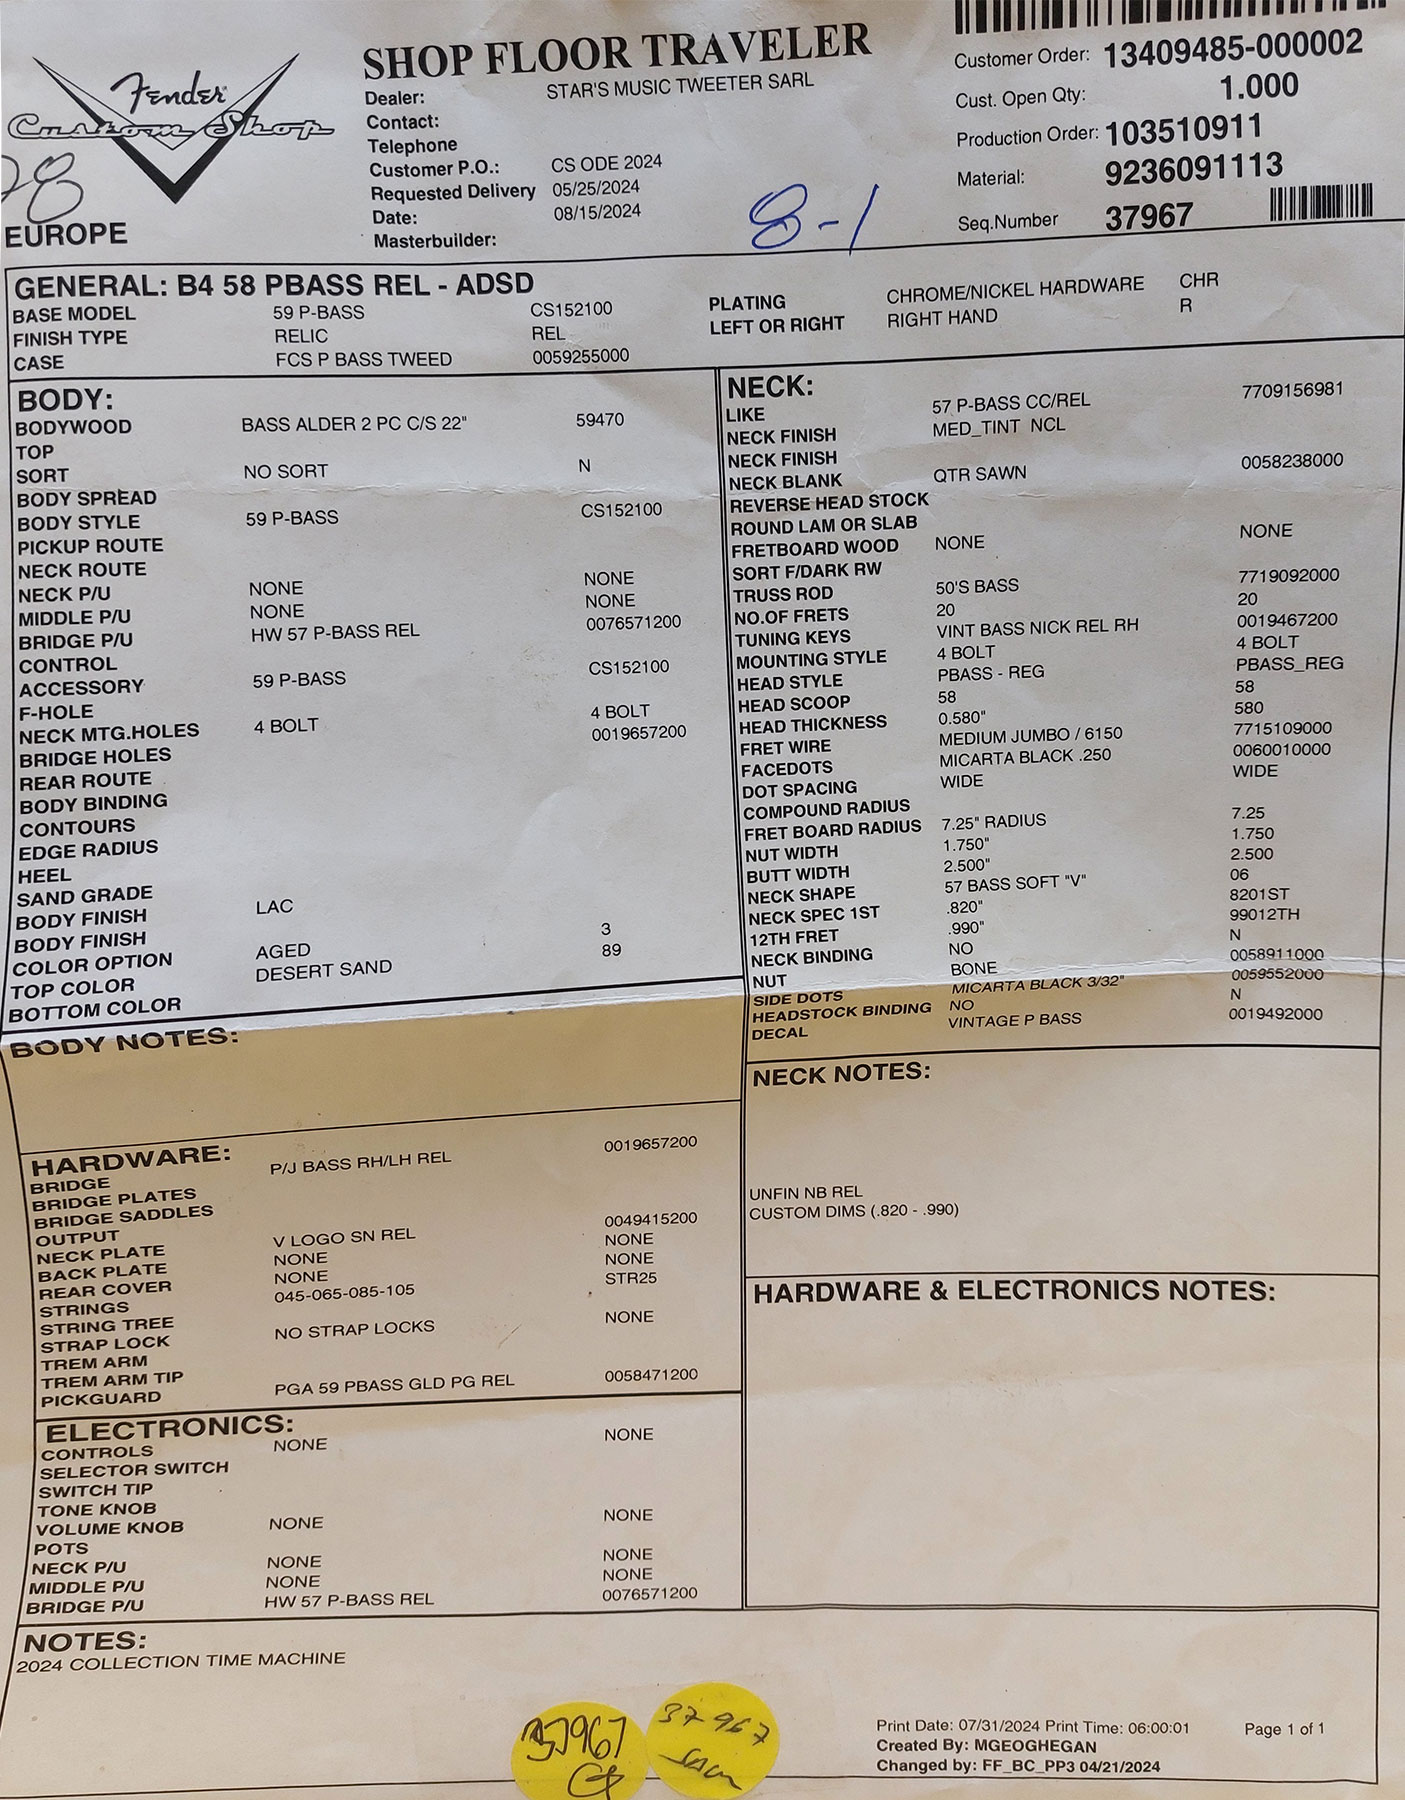 Fender
Custom Shop
EUROPE
SHOP FLOOR TRAVELER
Dealer: STAR'S MUSIC TWEETER SARL
Contact:
Telephone
Customer P.O.: CS ODE 2024
Requested Delivery 05/25/2024
Date: 08/15/2024
Masterbuilder:
8-1
Customer Order: 13409485-000002
Cust. Open Qty: 1.000
Production Order: 103510911
Material: 9236091113
Seq.Number 37967
GENERAL: B4 58 PBASS REL - ADSD
BASE MODEL 59 P-BASS CS152100
FINISH TYPE RELIC REL
CASE FCS P BASS TWEED 0059255000
PLATING CHROME/NICKEL HARDWARE CHR
LEFT OR RIGHT RIGHT HAND R
BODY:
BODYWOOD BASS ALDER 2 PC C/S 22" 59470
TOP
SORT NO SORT N
BODY SPREAD
BODY STYLE 59 P-BASS CS152100
PICKUP ROUTE
NECK ROUTE
NECK P/U NONE NONE
MIDDLE P/U NONE NONE
BRIDGE P/U HW 57 P-BASS REL 0076571200
CONTROL
ACCESSORY 59 P-BASS CS152100
F-HOLE
NECK MTG.HOLES 4 BOLT 4 BOLT
BRIDGE HOLES 0019657200
REAR ROUTE
BODY BINDING
CONTOURS
EDGE RADIUS
HEEL
SAND GRADE
BODY FINISH LAC
BODY FINISH
COLOR OPTION AGED 3
TOP COLOR DESERT SAND 89
BOTTOM COLOR
BODY NOTES:
HARDWARE:
BRIDGE P/J BASS RH/LH REL 0019657200
BRIDGE PLATES
BRIDGE SADDLES
OUTPUT
NECK PLATE V LOGO SN REL 0049415200
BACK PLATE NONE NONE
REAR COVER NONE NONE
STRINGS 045-065-085-105 STR25
STRING TREE
STRAP LOCK NO STRAP LOCKS NONE
TREM ARM
TREM ARM TIP
PICKGUARD PGA 59 PBASS GLD PG REL 0058471200
ELECTRONICS:
CONTROLS NONE NONE
SELECTOR SWITCH
SWITCH TIP
TONE KNOB
VOLUME KNOB NONE NONE
POTS
NECK P/U NONE NONE
MIDDLE P/U NONE NONE
BRIDGE P/U HW 57 P-BASS REL 0076571200
NECK:
LIKE 57 P-BASS CC/REL 7709156981
NECK FINISH MED_TINT NCL
NECK FINISH
NECK BLANK QTR SAWN 0058238000
REVERSE HEAD STOCK
ROUND LAM OR SLAB
FRETBOARD WOOD NONE NONE
SORT F/DARK RW
TRUSS ROD 50'S BASS 7719092000
NO.OF FRETS 20 20
TUNING KEYS VINT BASS NICK REL RH 0019467200
MOUNTING STYLE 4 BOLT 4 BOLT
HEAD STYLE PBASS - REG PBASS_REG
HEAD SCOOP 58 58
HEAD THICKNESS 0.580" 580
FRET WIRE MEDIUM JUMBO / 6150 7715109000
FACEDOTS MICARTA BLACK .250 0060010000
DOT SPACING WIDE WIDE
COMPOUND RADIUS
FRET BOARD RADIUS 7.25" RADIUS 7.25
NUT WIDTH 1.750" 1.750
BUTT WIDTH 2.500" 2.500
NECK SHAPE 57 BASS SOFT "V" 06
NECK SPEC 1ST .820" 8201ST
12TH FRET .990" 99012TH
NECK BINDING NO N
NUT BONE 0058911000
SIDE DOTS MICARTA BLACK 3/32" 0059552000
HEADSTOCK BINDING NO N
DECAL VINTAGE P BASS 0019492000
NECK NOTES:
UNFIN NB REL
CUSTOM DIMS (.820 - .990)
HARDWARE & ELECTRONICS NOTES:
NOTES:
2024 COLLECTION TIME MACHINE
37967
37967
Print Date: 07/31/2024 Print Time: 06:00:01 Page 1 of 1
Created By: MGEOGHEGAN
Changed by: FF_BC_PP3 04/21/2024